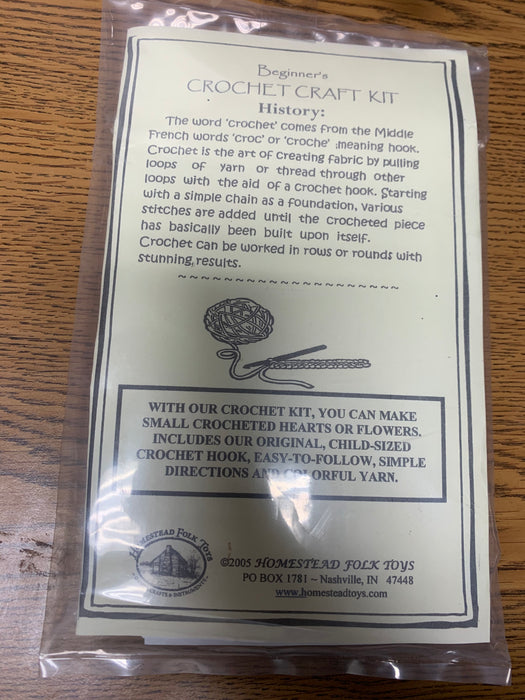 Beginner's
CROCHET CRAFT KIT
History:
The word 'crochet' comes from the Middle
French words 'croc' or 'croche' meaning hook.
Crochet is the art of creating fabric by pulling
loops of yarn or thread through other
loops with the aid of a crochet hook. Starting
with a simple chain as a foundation, various
stitches are added until the crocheted piece
has basically been built upon itself.
Crochet can be worked in rows or rounds with
stunning results.
~ ~ ~ ~ ~ ~ ~ ~ ~ ~ ~ ~ ~ ~ ~ ~ ~ ~ ~ ~ ~ ~
WITH OUR CROCHET KIT, YOU CAN MAKE
SMALL CROCHETED HEARTS OR FLOWERS.
INCLUDES OUR ORIGINAL, CHILD-SIZED
CROCHET HOOK, EASY-TO-FOLLOW, SIMPLE
DIRECTIONS AND COLORFUL YARN.
HOMESTEAD FOLK TOYS
CRAFTS & INSTRUMENTS
©2005 HOMESTEAD FOLK TOYS
PO BOX 1781 ~ Nashville, IN 47448
www.homesteadtoys.com